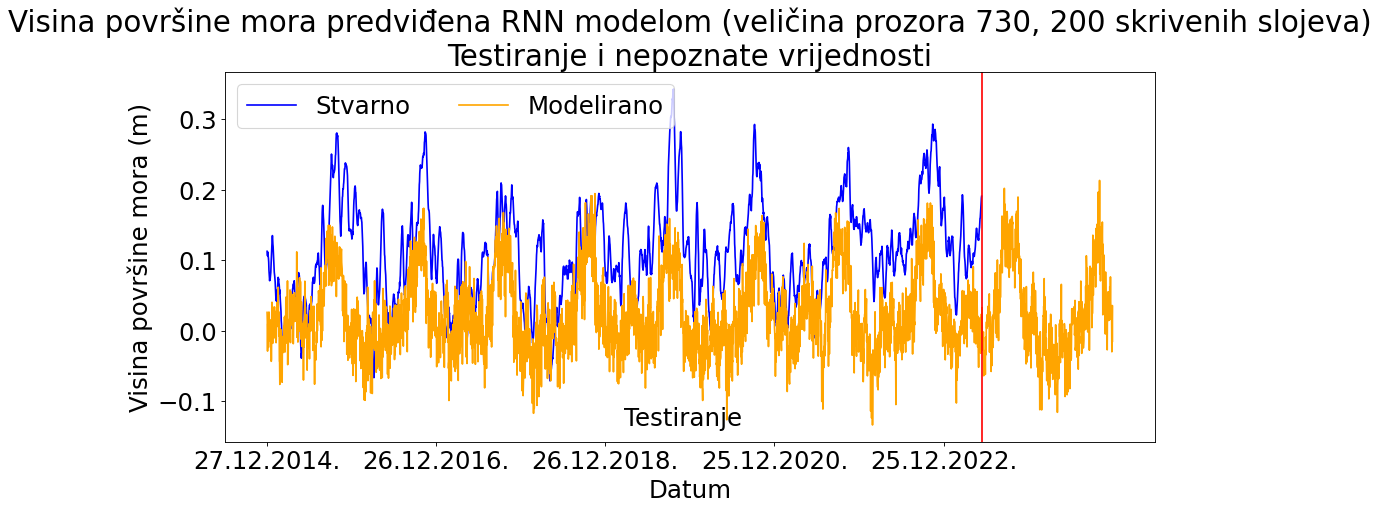 Visina površine mora predviđena RNN modelom (veličina prozora 730, 200 skrivenih slojeva)
Testiranje i nepoznate vrijednosti
Stvarno Modelirano
Visina površine mora (m)
0.3
0.2
0.1
0.0
−0.1
Testiranje
27.12.2014. 26.12.2016. 26.12.2018. 25.12.2020. 25.12.2022.
Datum